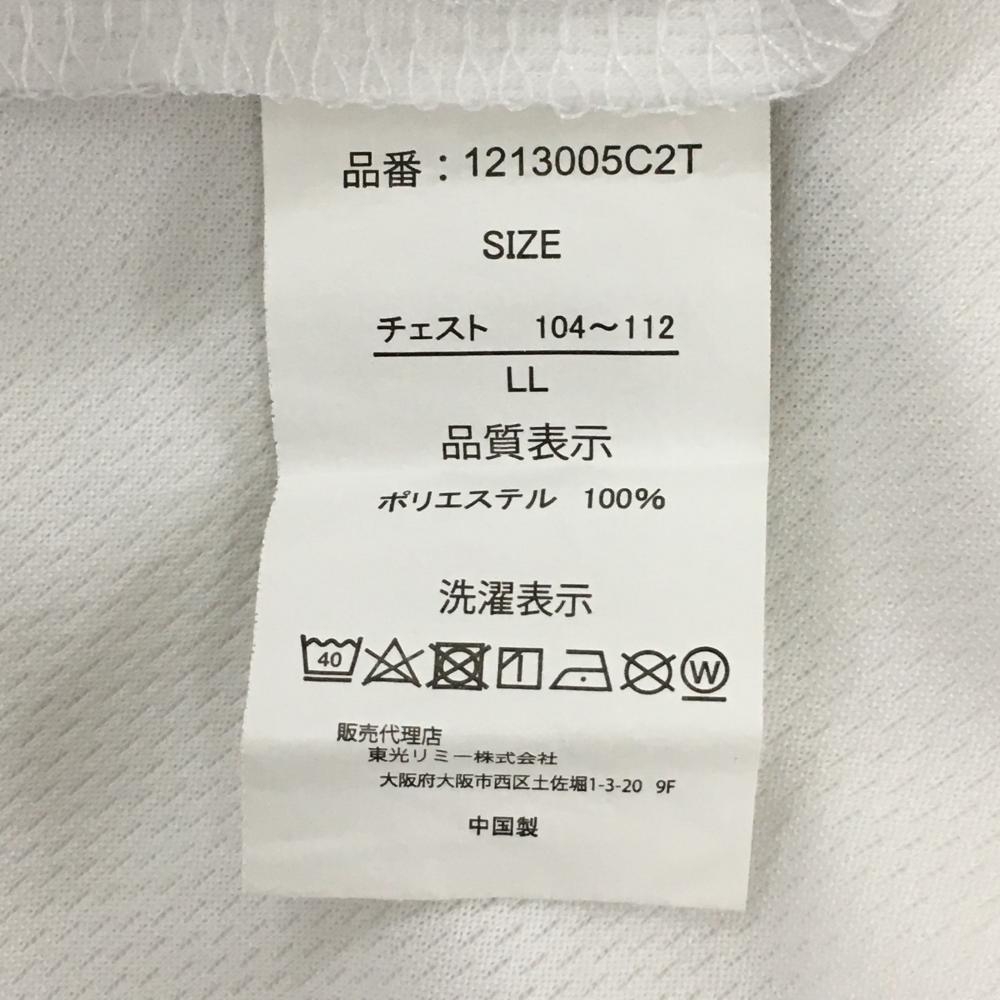 品番：1213005C2T
SIZE
チェスト 104～112
LL
品質表示
ポリエステル 100%
洗濯表示
40 W
販売代理店
東光リミー株式会社
大阪府大阪市西区土佐堀1-3-20 9F
中国製